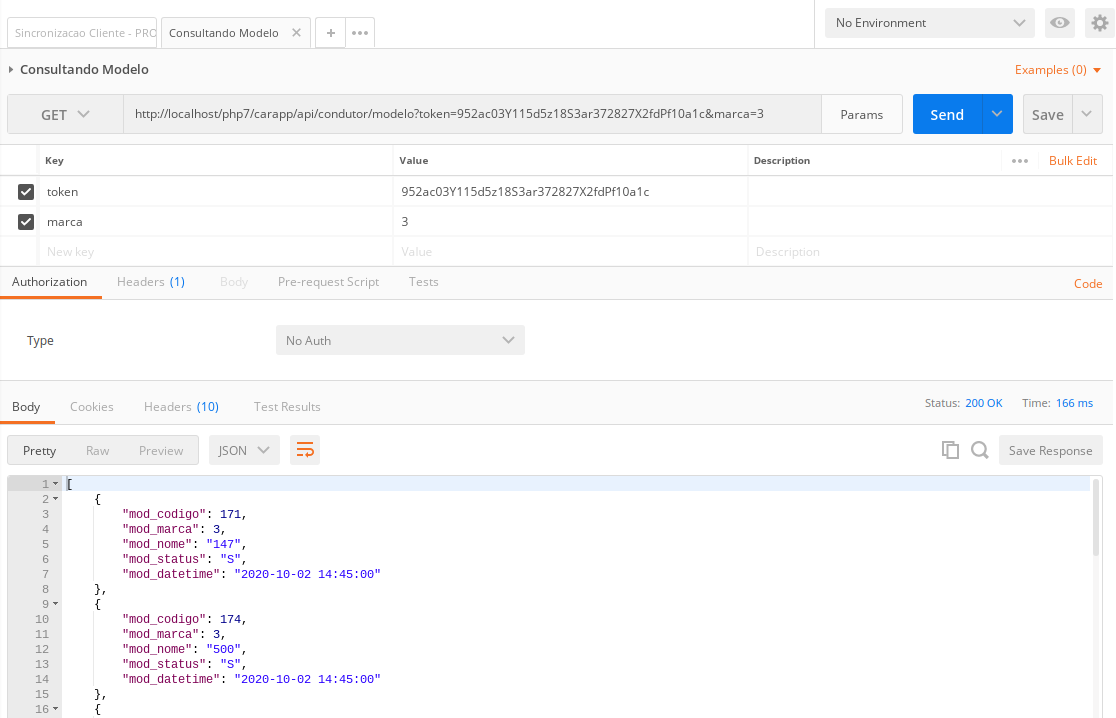 Sincronizacao Cliente - PRO
Consultando Modelo
No Environment
Consultando Modelo
Examples (0)
GET
http://localhost/php7/carapp/api/condutor/modelo?token=952ac03Y115d5z18S3ar372827X2fdPf10a1c&marca=3
Params
Send
Save
Key Value Description
Bulk Edit
token 952ac03Y115d5z18S3ar372827X2fdPf10a1c
marca 3
New key Value Description
Authorization Headers (1) Body Pre-request Script Tests
Code
Type No Auth
Body Cookies Headers (10) Test Results
Status: 200 OK Time: 166 ms
Pretty Raw Preview JSON
Save Response
1 [
2 {
3 "mod_codigo": 171,
4 "mod_marca": 3,
5 "mod_nome": "147",
6 "mod_status": "S",
7 "mod_datetime": "2020-10-02 14:45:00"
8 },
9 {
10 "mod_codigo": 174,
11 "mod_marca": 3,
12 "mod_nome": "500",
13 "mod_status": "S",
14 "mod_datetime": "2020-10-02 14:45:00"
15 },
16 {